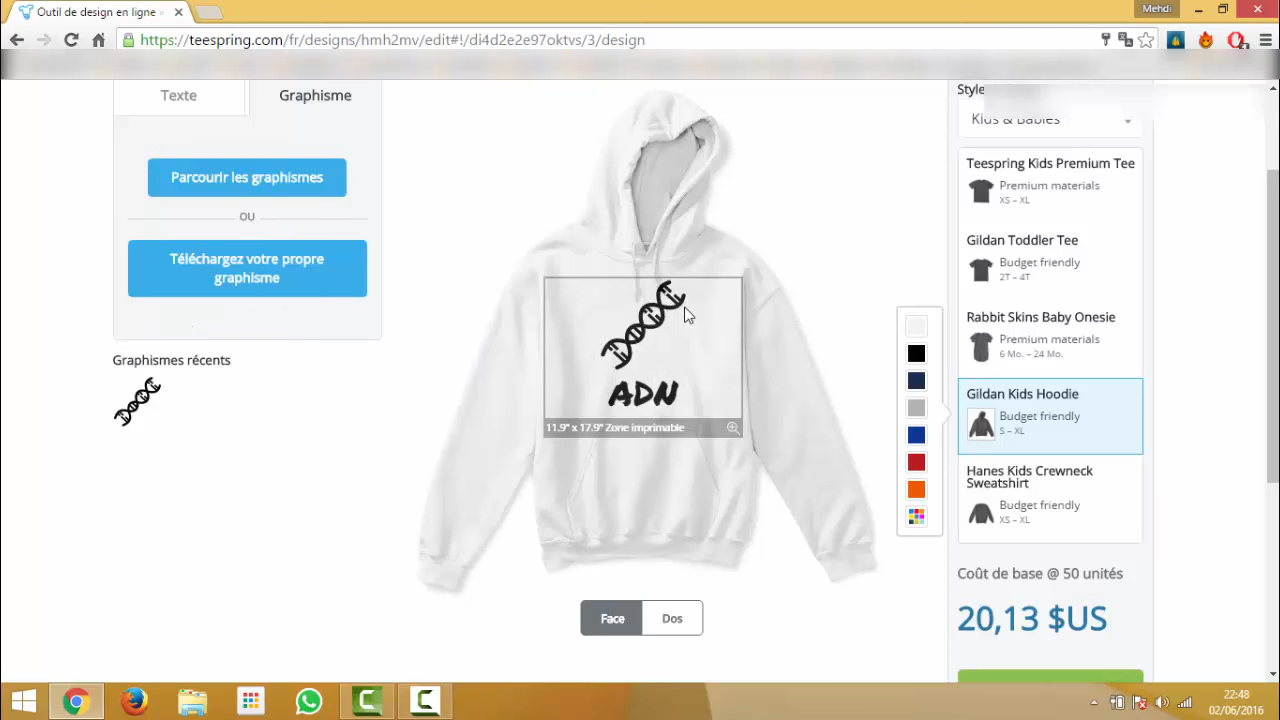 Outil de design en ligne
Mehdi
https://teespring.com/fr/designs/hmh2mv/edit#!/di4d2e2e97oktvs/3/design
Texte
Graphisme
Style
Kids & Babies
Parcourir les graphismes
OU
Téléchargez votre propre
graphisme
Graphismes récents
ADN
11.9" x 17.9" Zone imprimable
Face
Dos
Teespring Kids Premium Tee
Premium materials
XS – XL
Gildan Toddler Tee
Budget friendly
2T – 4T
Rabbit Skins Baby Onesie
Premium materials
6 Mo. – 24 Mo.
Gildan Kids Hoodie
Budget friendly
S – XL
Hanes Kids Crewneck
Sweatshirt
Budget friendly
XS – XL
Coût de base @ 50 unités
20,13 $US
22:48
02/06/2016